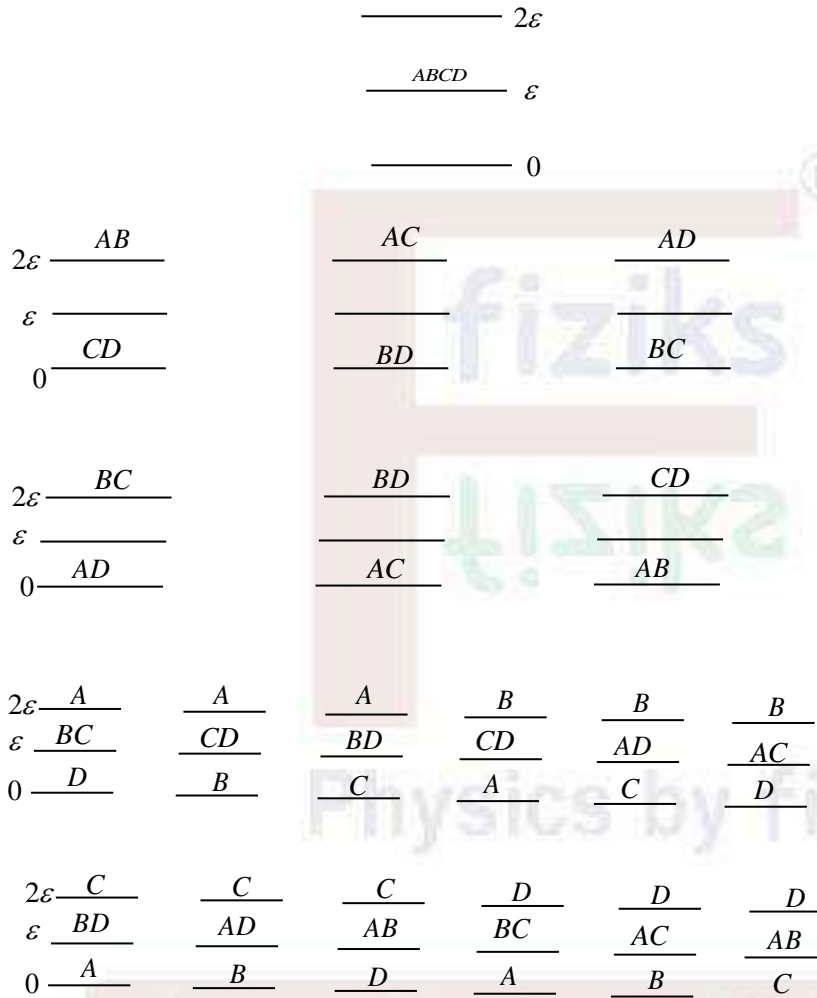 2ε
ABCD ε
0
AB AC AD
2ε
fiziks
ε
CD BD BC
0
BC BD CD
2ε
fiziks
ε
AD AC AB
0
2ε A A A B B B
ε BC CD BD CD AD AC
0 D B C A C D
Physics by fi
2ε C C C D D D
ε BD AD AB BC AC AB
0 A B D A B C